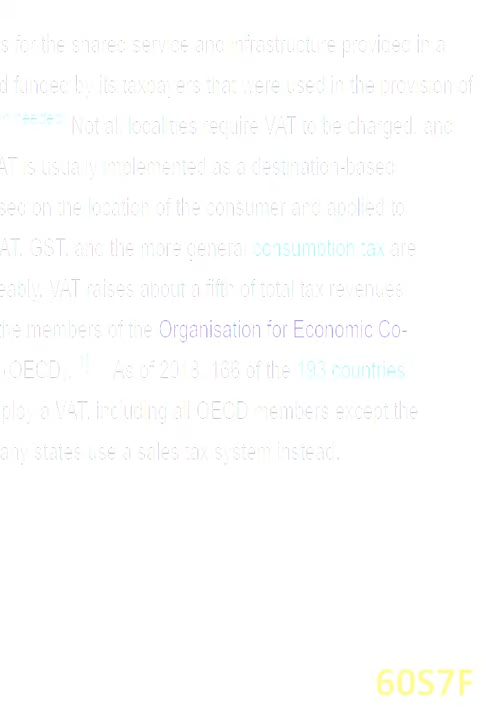 s for the shared service and infrastructure provided in a
d funded by its taxpayers that were used in the provision of
n needed] Not all localities require VAT to be charged, and
AT is usually implemented as a destination-based
sed on the location of the consumer and applied to
AT, GST, and the more general consumption tax are
eably. VAT raises about a fifth of total tax revenues
the members of the Organisation for Economic Co-
(OECD). As of 2018, 166 of the 193 countries
ploy a VAT, including all OECD members except the
any states use a sales tax system instead.
60S7F